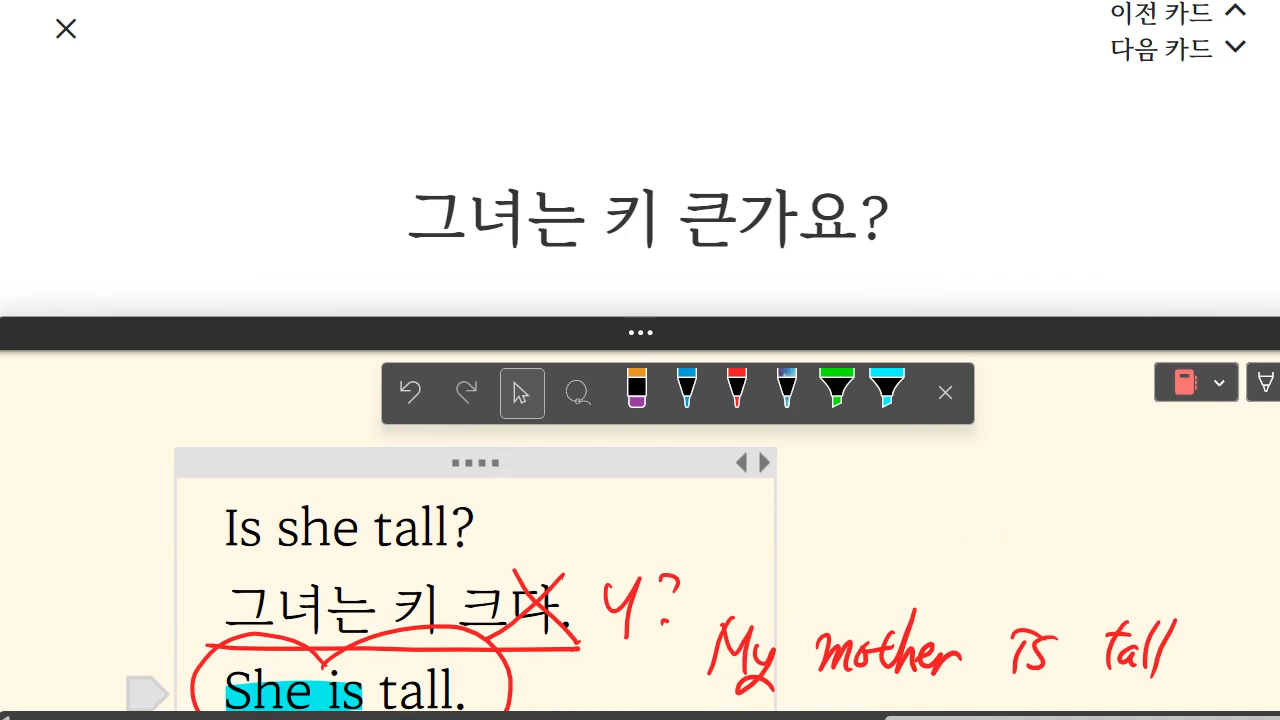 이전 카드
다음 카드
그녀는 키 큰가요?
Is she tall?
그녀는 키 크다. y?
She is tall.
My mother is tall